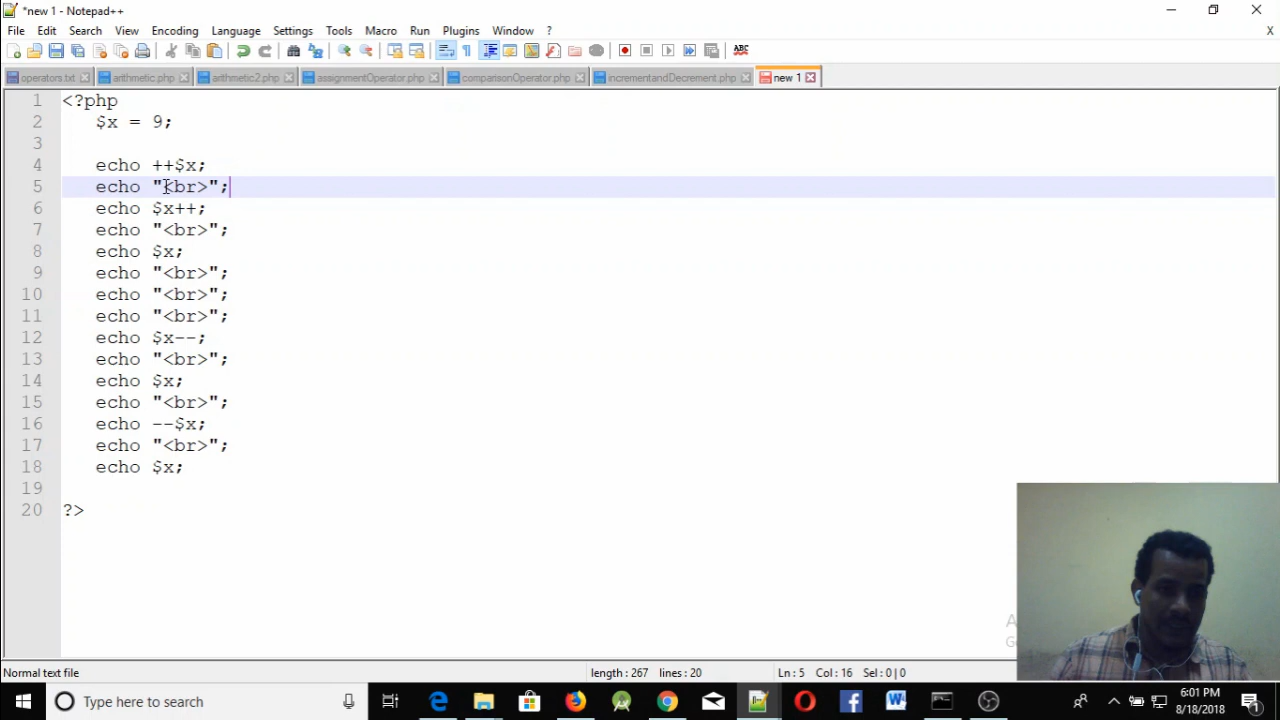 *new 1 - Notepad++
File Edit Search View Encoding Language Settings Tools Macro Run Plugins Window ? X
ABC
operators.txt arithmetic.php arithmetic2.php assignmentOperator.php comparisonOperator.php incrementandDecrement.php new 1
1 <?php
2 $x = 9;
3
4 echo ++$x;
5 echo "<br>";
6 echo $x++;
7 echo "<br>";
8 echo $x;
9 echo "<br>";
10 echo "<br>";
11 echo "<br>";
12 echo $x--;
13 echo "<br>";
14 echo $x;
15 echo "<br>";
16 echo --$x;
17 echo "<br>";
18 echo $x;
19
20 ?>
Normal text file length : 267 lines : 20 Ln : 5 Col : 16 Sel : 0 | 0
Type here to search
6:01 PM
8/18/2018